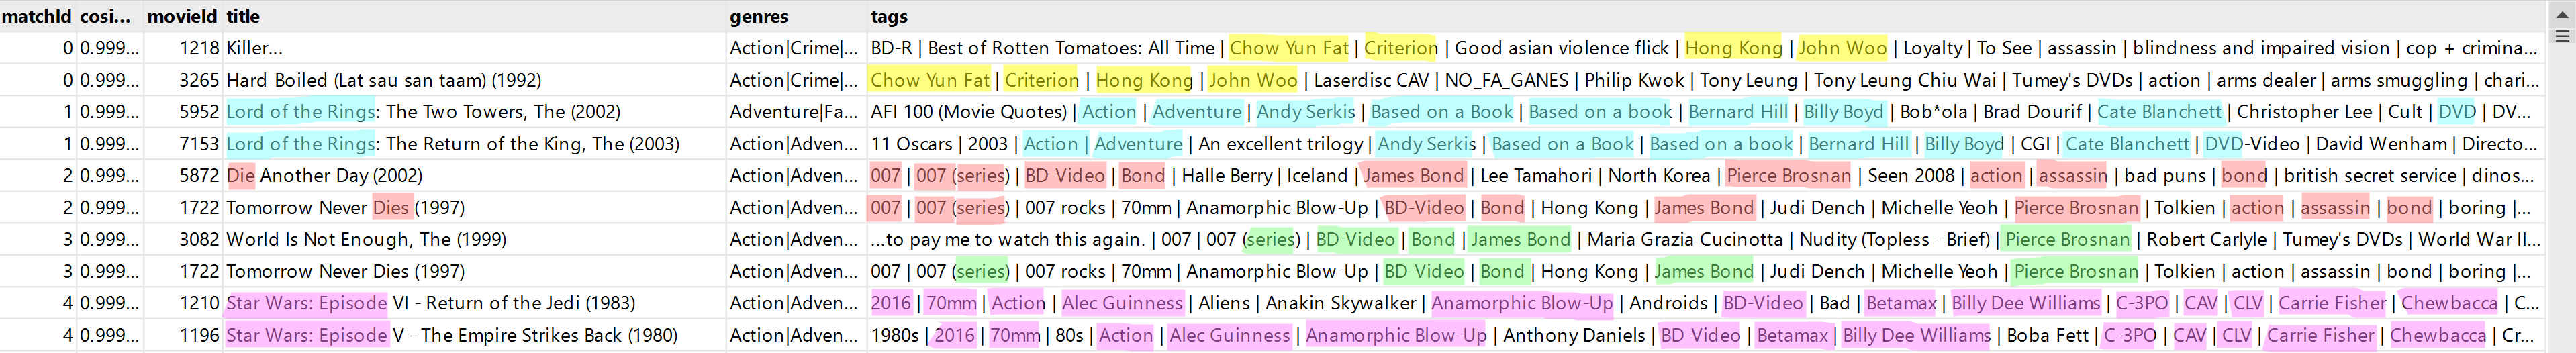 matchId cosi... movieId title genres tags
0 0.999... 1218 Killer... Action|Crime|... BD-R | Best of Rotten Tomatoes: All Time | Chow Yun Fat | Criterion | Good asian violence flick | Hong Kong | John Woo | Loyalty | To See | assassin | blindness and impaired vision | cop + crimina...
0 0.999... 3265 Hard-Boiled (Lat sau san taam) (1992) Action|Crime|... Chow Yun Fat | Criterion | Hong Kong | John Woo | Laserdisc CAV | NO_FA_GANES | Philip Kwok | Tony Leung | Tony Leung Chiu Wai | Tumey's DVDs | action | arms dealer | arms smuggling | chari...
1 0.999... 5952 Lord of the Rings: The Two Towers, The (2002) Adventure|Fa... AFI 100 (Movie Quotes) | Action | Adventure | Andy Serkis | Based on a Book | Based on a book | Bernard Hill | Billy Boyd | Bob*ola | Brad Dourif | Cate Blanchett | Christopher Lee | Cult | DVD | DV...
1 0.999... 7153 Lord of the Rings: The Return of the King, The (2003) Action|Adven... 11 Oscars | 2003 | Action | Adventure | An excellent trilogy | Andy Serkis | Based on a Book | Based on a book | Bernard Hill | Billy Boyd | CGI | Cate Blanchett | DVD-Video | David Wenham | Directo...
2 0.999... 5872 Die Another Day (2002) Action|Adven... 007 | 007 (series) | BD-Video | Bond | Halle Berry | Iceland | James Bond | Lee Tamahori | North Korea | Pierce Brosnan | Seen 2008 | action | assassin | bad puns | bond | british secret service | dinos...
2 0.999... 1722 Tomorrow Never Dies (1997) Action|Adven... 007 | 007 (series) | 007 rocks | 70mm | Anamorphic Blow-Up | BD-Video | Bond | Hong Kong | James Bond | Judi Dench | Michelle Yeoh | Pierce Brosnan | Tolkien | action | assassin | bond | boring |...
3 0.999... 3082 World Is Not Enough, The (1999) Action|Adven... ...to pay me to watch this again. | 007 | 007 (series) | BD-Video | Bond | James Bond | Maria Grazia Cucinotta | Nudity (Topless - Brief) | Pierce Brosnan | Robert Carlyle | Tumey's DVDs | World War II...
3 0.999... 1722 Tomorrow Never Dies (1997) Action|Adven... 007 | 007 (series) | 007 rocks | 70mm | Anamorphic Blow-Up | BD-Video | Bond | Hong Kong | James Bond | Judi Dench | Michelle Yeoh | Pierce Brosnan | Tolkien | action | assassin | bond | boring |...
4 0.999... 1210 Star Wars: Episode VI - Return of the Jedi (1983) Action|Adven... 2016 | 70mm | Action | Alec Guinness | Aliens | Anakin Skywalker | Anamorphic Blow-Up | Androids | BD-Video | Bad | Betamax | Billy Dee Williams | C-3PO | CAV | CLV | Carrie Fisher | Chewbacca | C...
4 0.999... 1196 Star Wars: Episode V - The Empire Strikes Back (1980) Action|Adven... 1980s | 2016 | 70mm | 80s | Action | Alec Guinness | Anamorphic Blow-Up | Anthony Daniels | BD-Video | Betamax | Billy Dee Williams | Boba Fett | C-3PO | CAV | CLV | Carrie Fisher | Chewbacca | Cr...